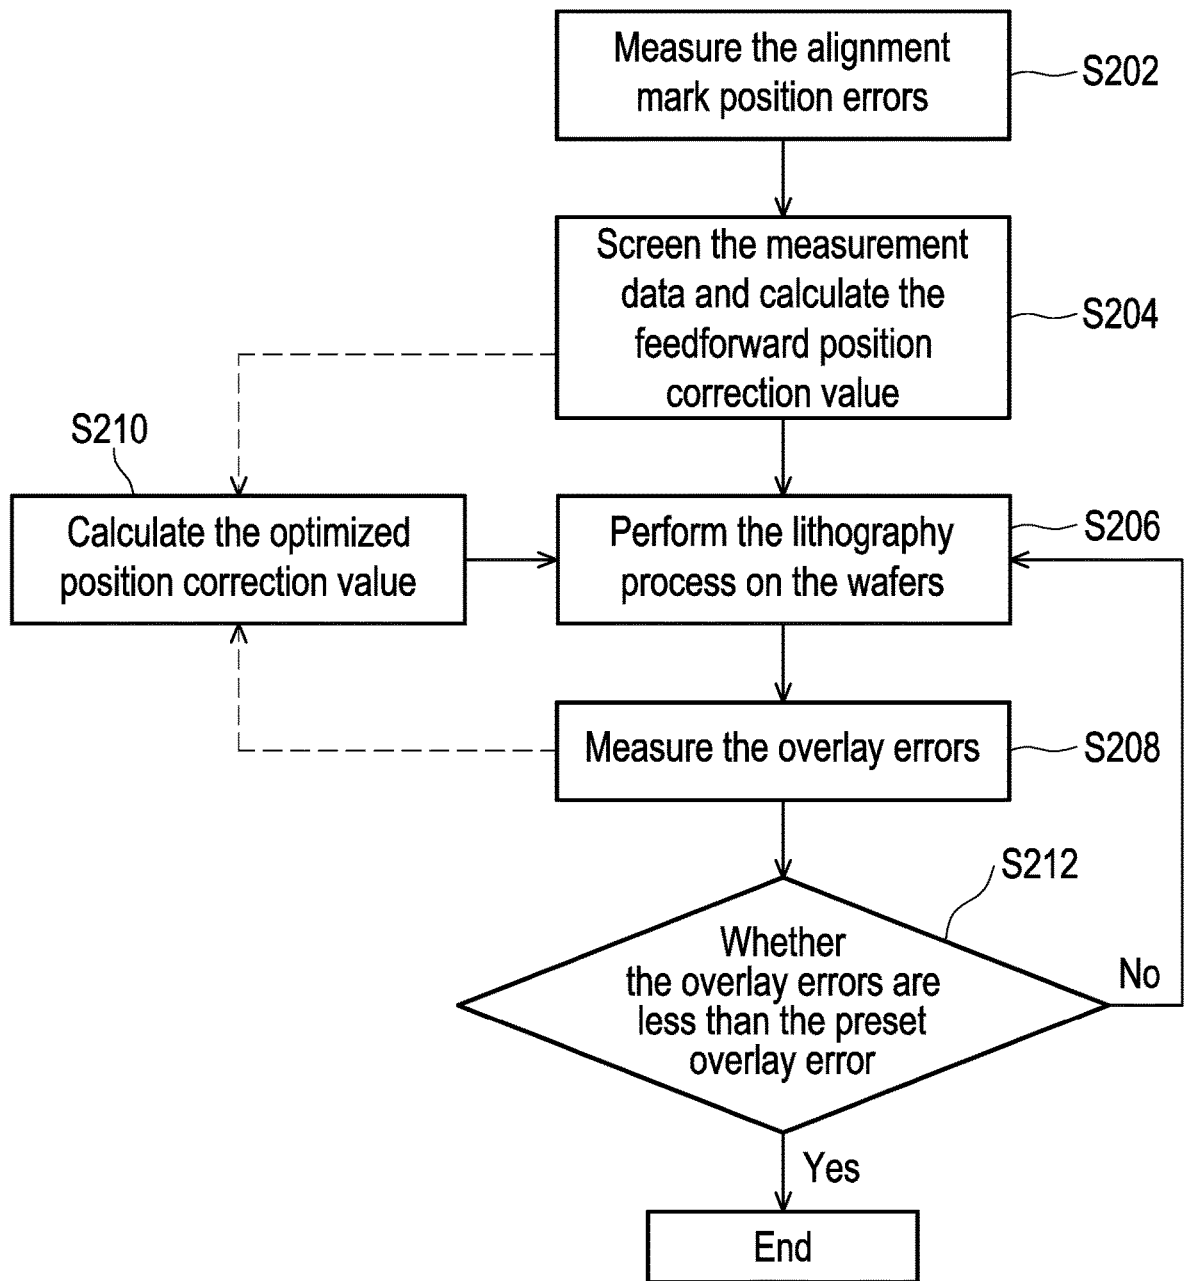 Measure the alignment
mark position errors
S202
Screen the measurement
data and calculate the
feedforward position
correction value
S204
S210
Calculate the optimized
position correction value
Perform the lithography
process on the wafers
S206
Measure the overlay errors
S208
S212
Whether
the overlay errors are
less than the preset
overlay error
No
Yes
End